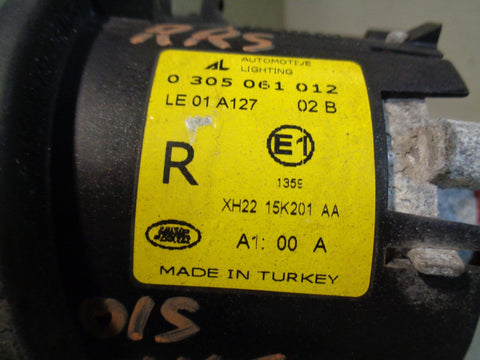 RRS
AL AUTOMOTIVE
LIGHTING
0 305 061 012
LE 01 A127 02 B
R E1
1359
XH22 15K201 AA
LAND ROVER
A1: 00 A
MADE IN TURKEY